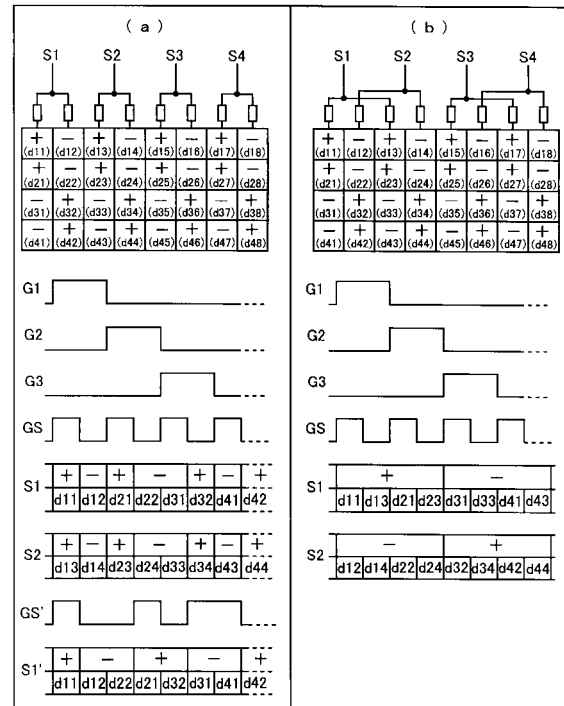 ( a )
S1 S2 S3 S4
+ − + − + − + −
(d11) (d12) (d13) (d14) (d15) (d16) (d17) (d18)
+ − + − + − + −
(d21) (d22) (d23) (d24) (d25) (d26) (d27) (d28)
− + − + − + − +
(d31) (d32) (d33) (d34) (d35) (d36) (d37) (d38)
− + − + − + − +
(d41) (d42) (d43) (d44) (d45) (d46) (d47) (d48)
G1
G2
G3
GS
+ − + − + − +
S1
d11 d12 d21 d22 d31 d32 d41 d42
+ − + − + − +
S2
d13 d14 d23 d24 d33 d34 d43 d44
GS'
+ − + − +
S1'
d11 d12 d22 d21 d32 d31 d41 d42
( b )
S1 S2 S3 S4
+ − + − + − + −
(d11) (d12) (d13) (d14) (d15) (d16) (d17) (d18)
+ − + − + − + −
(d21) (d22) (d23) (d24) (d25) (d26) (d27) (d28)
− + − + − + − +
(d31) (d32) (d33) (d34) (d35) (d36) (d37) (d38)
− + − + − + − +
(d41) (d42) (d43) (d44) (d45) (d46) (d47) (d48)
G1
G2
G3
GS
+ −
S1
d11 d13 d21 d23 d31 d33 d41 d43
− +
S2
d12 d14 d22 d24 d32 d34 d42 d44